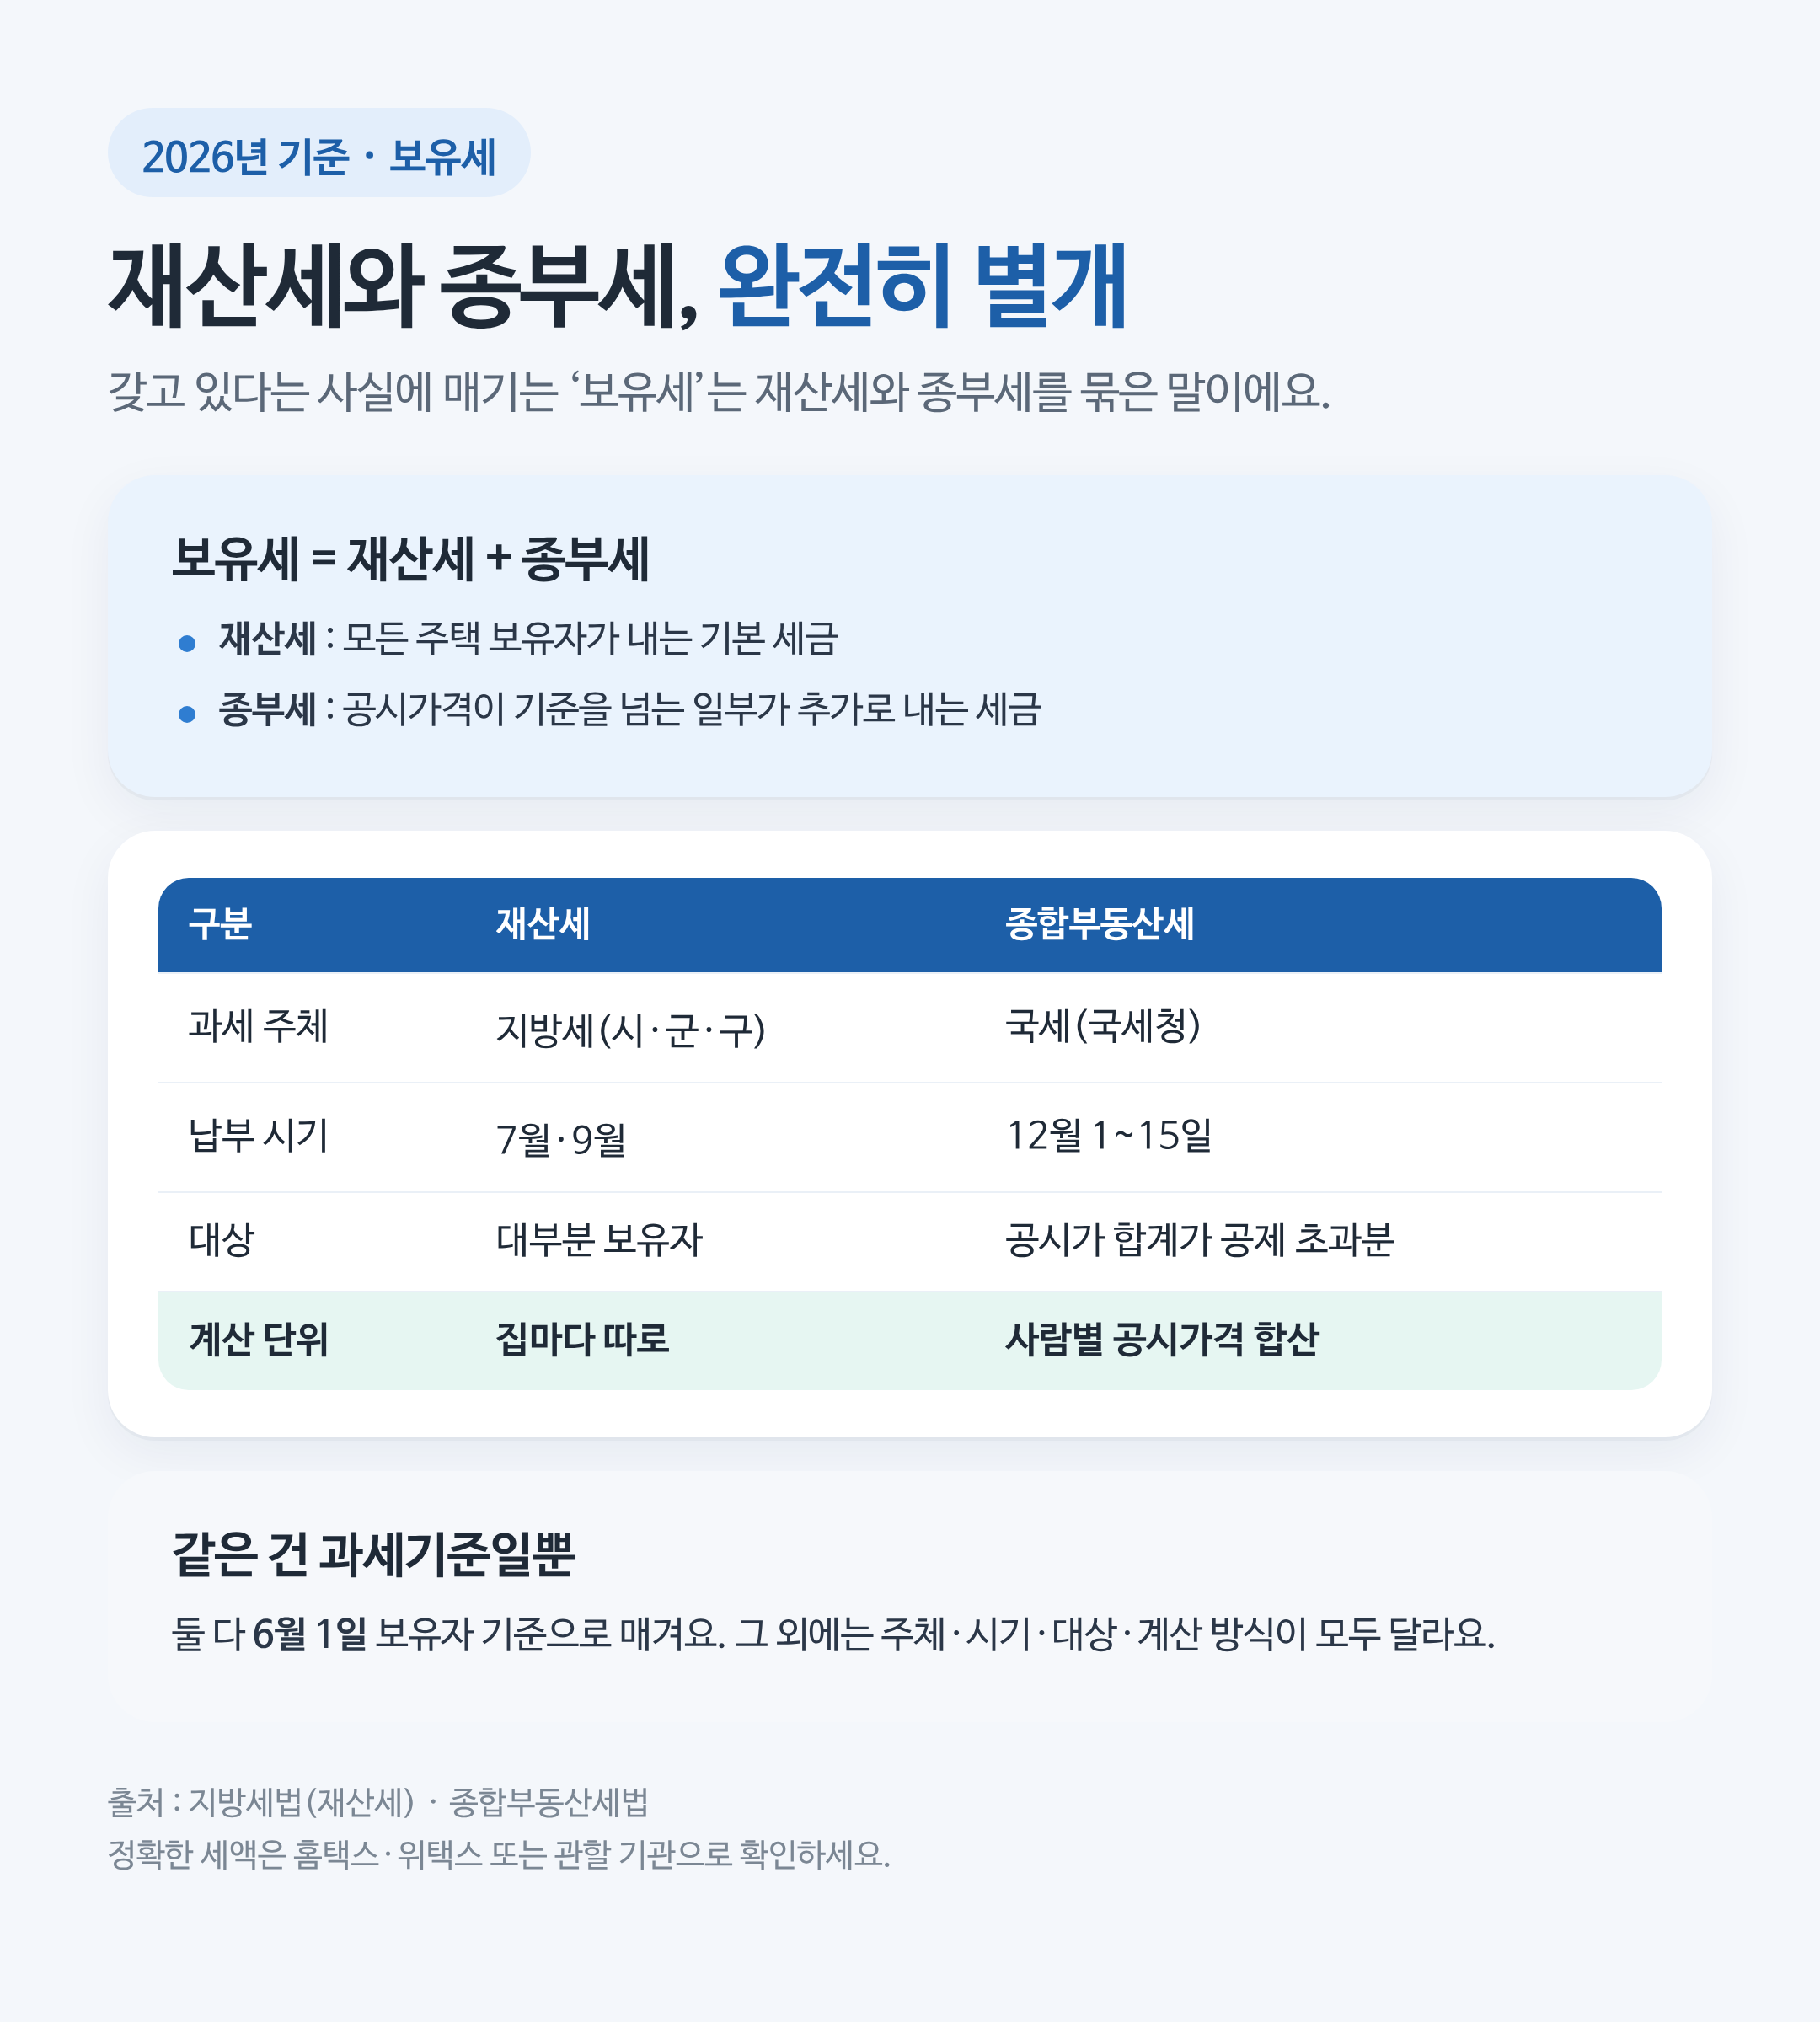 2026년 기준 · 보유세
재산세와 종부세, 완전히 별개
갖고 있다는 사실에 매기는 ‘보유세’는 재산세와 종부세를 묶은 말이에요.
보유세 = 재산세 + 종부세
재산세 : 모든 주택 보유자가 내는 기본 세금
종부세 : 공시가격이 기준을 넘는 일부가 추가로 내는 세금
구분 재산세 종합부동산세
과세 주체 지방세(시·군·구) 국세(국세청)
납부 시기 7월·9월 12월 1~15일
대상 대부분 보유자 공시가 합계가 공제 초과분
계산 단위 집마다 따로 사람별 공시가격 합산
같은 건 과세기준일뿐
둘 다 6월 1일 보유자 기준으로 매겨요. 그 외에는 주체·시기·대상·계산 방식이 모두 달라요.
출처 : 지방세법(재산세) · 종합부동산세법
정확한 세액은 홈택스·위택스 또는 관할 기관으로 확인하세요.